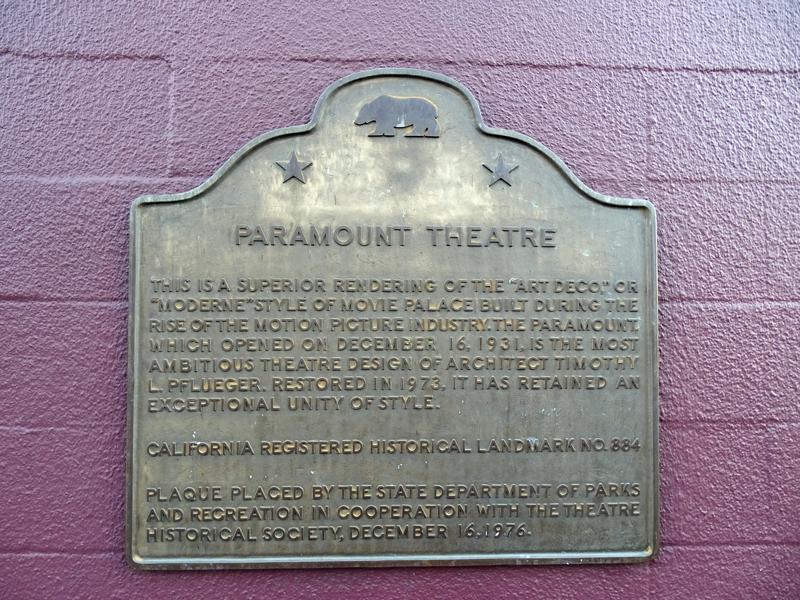 PARAMOUNT THEATRE
THIS IS A SUPERIOR RENDERING OF THE "ART DECO," OR
"MODERNE" STYLE OF MOVIE PALACE BUILT DURING THE
RISE OF THE MOTION PICTURE INDUSTRY. THE PARAMOUNT,
WHICH OPENED ON DECEMBER 16, 1931, IS THE MOST
AMBITIOUS THEATRE DESIGN OF ARCHITECT TIMOTHY
L. PFLUEGER. RESTORED IN 1973, IT HAS RETAINED AN
EXCEPTIONAL UNITY OF STYLE.
CALIFORNIA REGISTERED HISTORICAL LANDMARK NO. 884
PLAQUE PLACED BY THE STATE DEPARTMENT OF PARKS
AND RECREATION IN COOPERATION WITH THE THEATRE
HISTORICAL SOCIETY, DECEMBER 16, 1976.